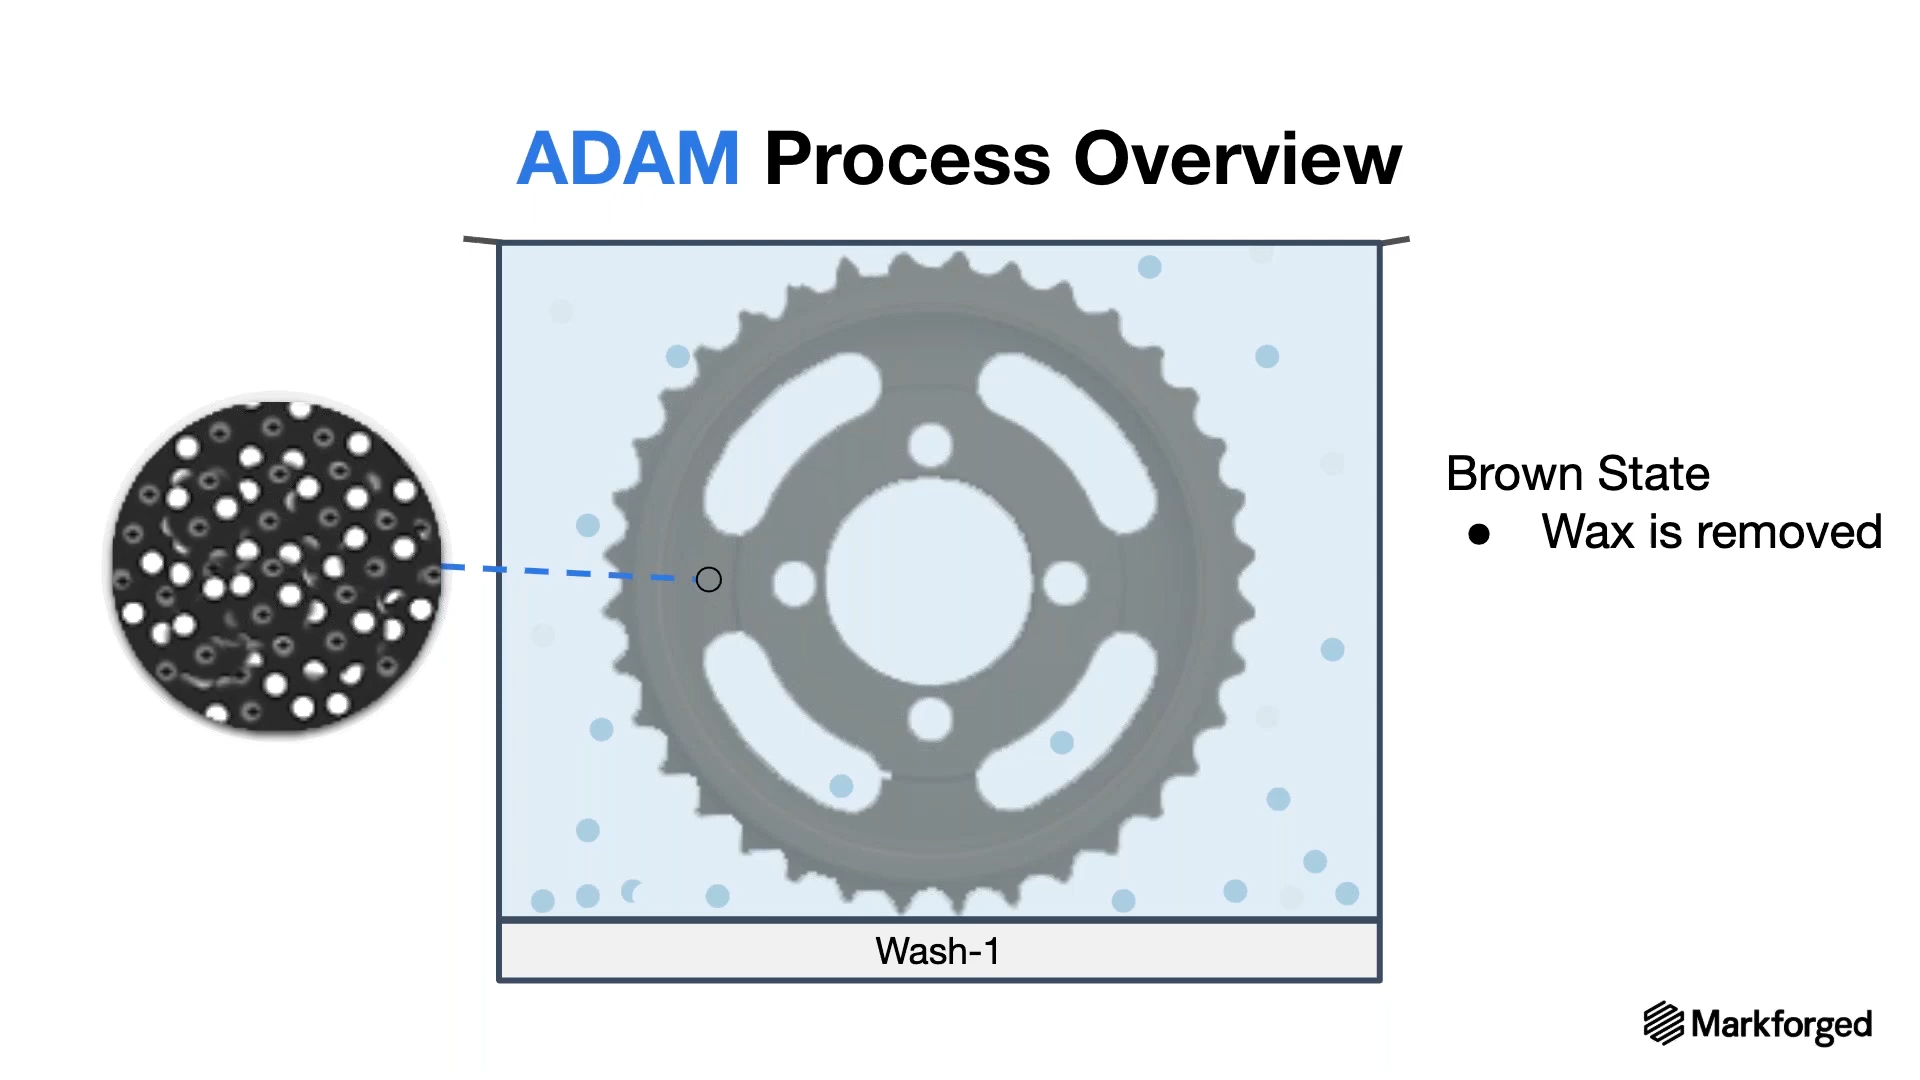 ADAM Process Overview
Brown State
● Wax is removed
Wash-1
Markforged